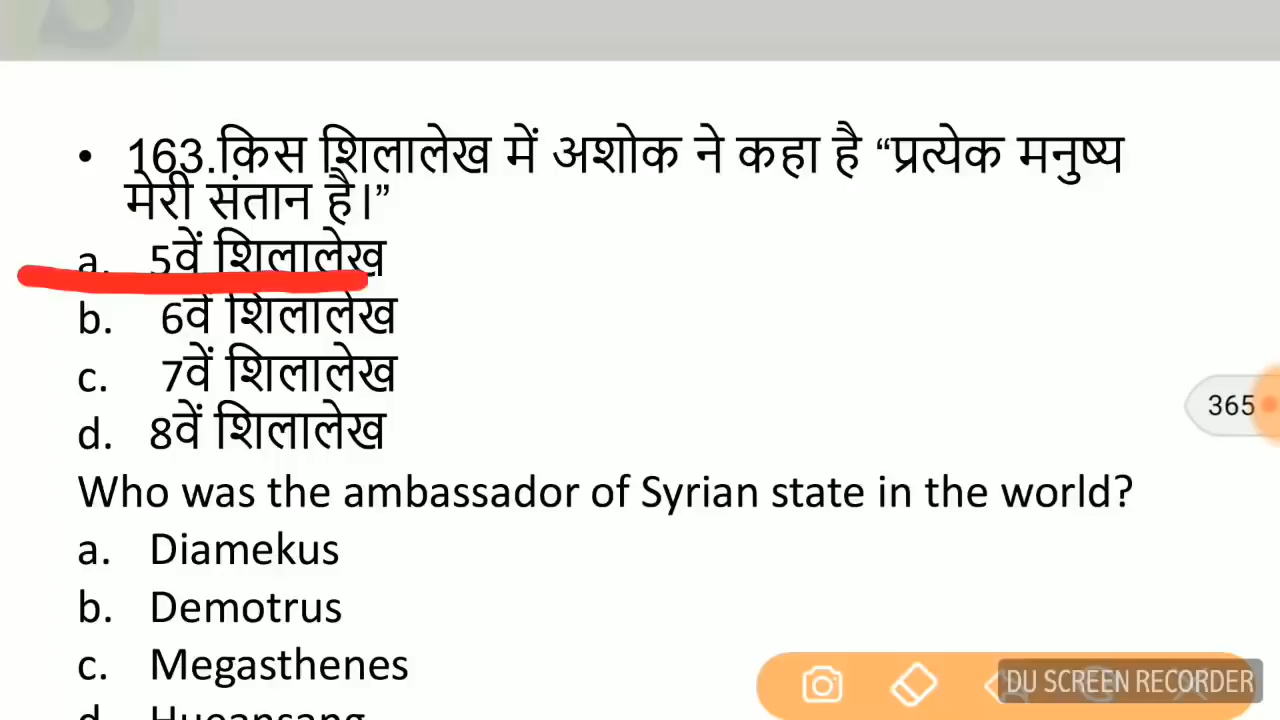 • 163.किस शिलालेख में अशोक ने कहा है “प्रत्येक मनुष्य
मेरी संतान है।”
a. 5वें शिलालेख
b. 6वें शिलालेख
c. 7वें शिलालेख
d. 8वें शिलालेख
365
Who was the ambassador of Syrian state in the world?
a. Diamekus
b. Demotrus
c. Megasthenes
d. Hueansang
DU SCREEN RECORDER